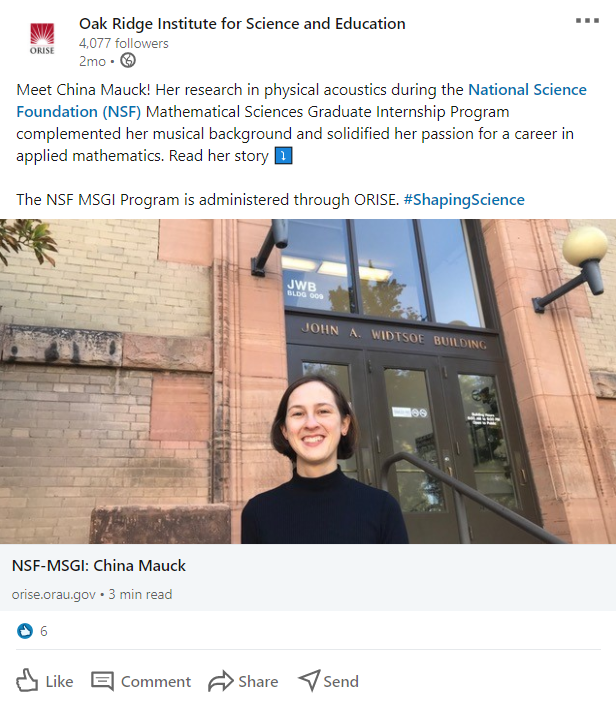 Oak Ridge Institute for Science and Education
ORISE
4,077 followers
2mo •
Meet China Mauck! Her research in physical acoustics during the National Science
Foundation (NSF) Mathematical Sciences Graduate Internship Program
complemented her musical background and solidified her passion for a career in
applied mathematics. Read her story ⤵
The NSF MSGI Program is administered through ORISE. #ShapingScience
JWB
BLDG 009
JOHN A. WIDTSOE BUILDING
NSF-MSGI: China Mauck
orise.orau.gov • 3 min read
6
Like Comment Share Send